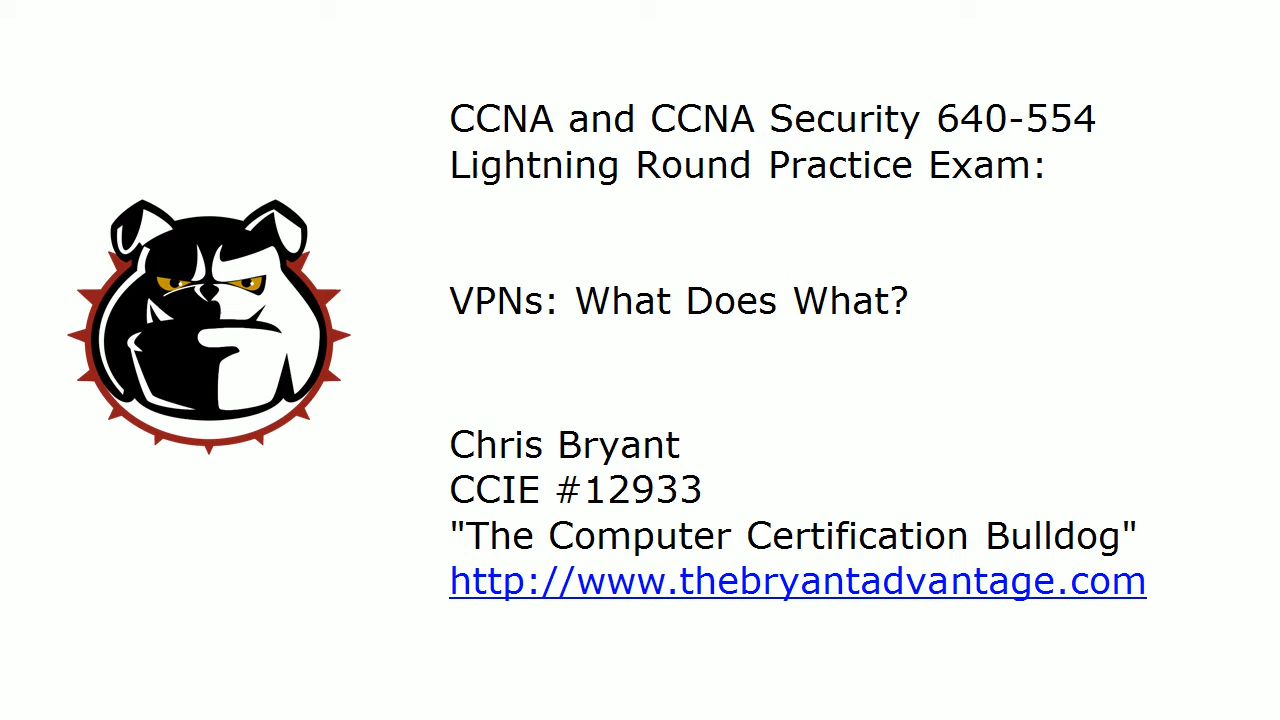 CCNA and CCNA Security 640-554
Lightning Round Practice Exam:
VPNs: What Does What?
Chris Bryant
CCIE #12933
"The Computer Certification Bulldog"
http://www.thebryantadvantage.com